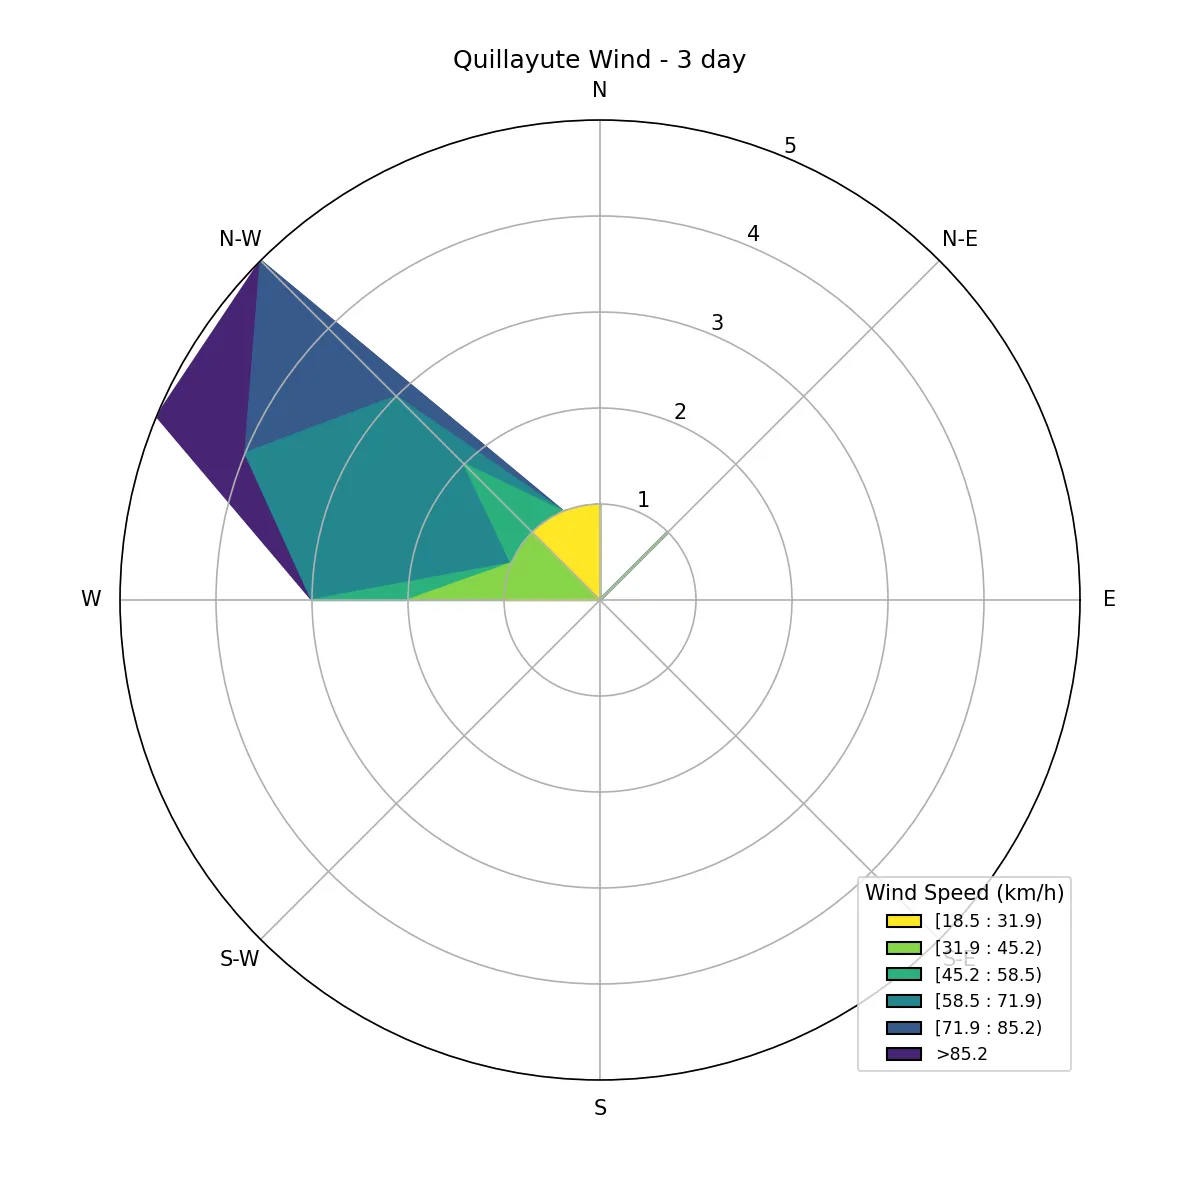 Quillayute Wind - 3 day
N
5
N-W
N-E
4
3
2
1
W
E
Wind Speed (km/h)
[18.5 : 31.9)
[31.9 : 45.2)
S-W
S-E
[45.2 : 58.5)
[58.5 : 71.9)
[71.9 : 85.2)
>85.2
S